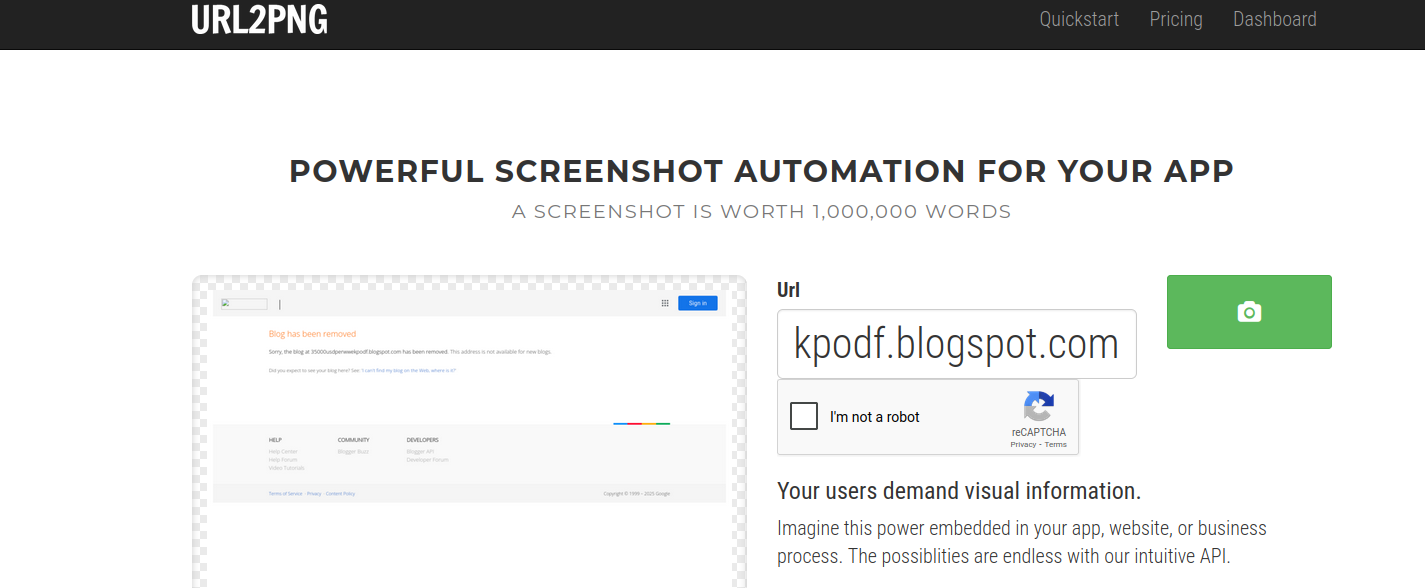 URL2PNG
Quickstart Pricing Dashboard
POWERFUL SCREENSHOT AUTOMATION FOR YOUR APP
A SCREENSHOT IS WORTH 1,000,000 WORDS
Sign in
Blog has been removed
Sorry, the blog at 35000usdperwewekpodf.blogspot.com has been removed. This address is not available for new blogs.
Did you expect to see your blog here? See: 'I can't find my blog on the Web, where is it?'
HELP COMMUNITY DEVELOPERS
Help Center Blogger Buzz Blogger API
Help Forum Developer Forum
Video Tutorials
Terms of Service | Privacy | Content Policy Copyright © 1999 – 2025 Google
Url
kpodf.blogspot.com
I'm not a robot
reCAPTCHA
Privacy - Terms
Your users demand visual information.
Imagine this power embedded in your app, website, or business
process. The possiblities are endless with our intuitive API.